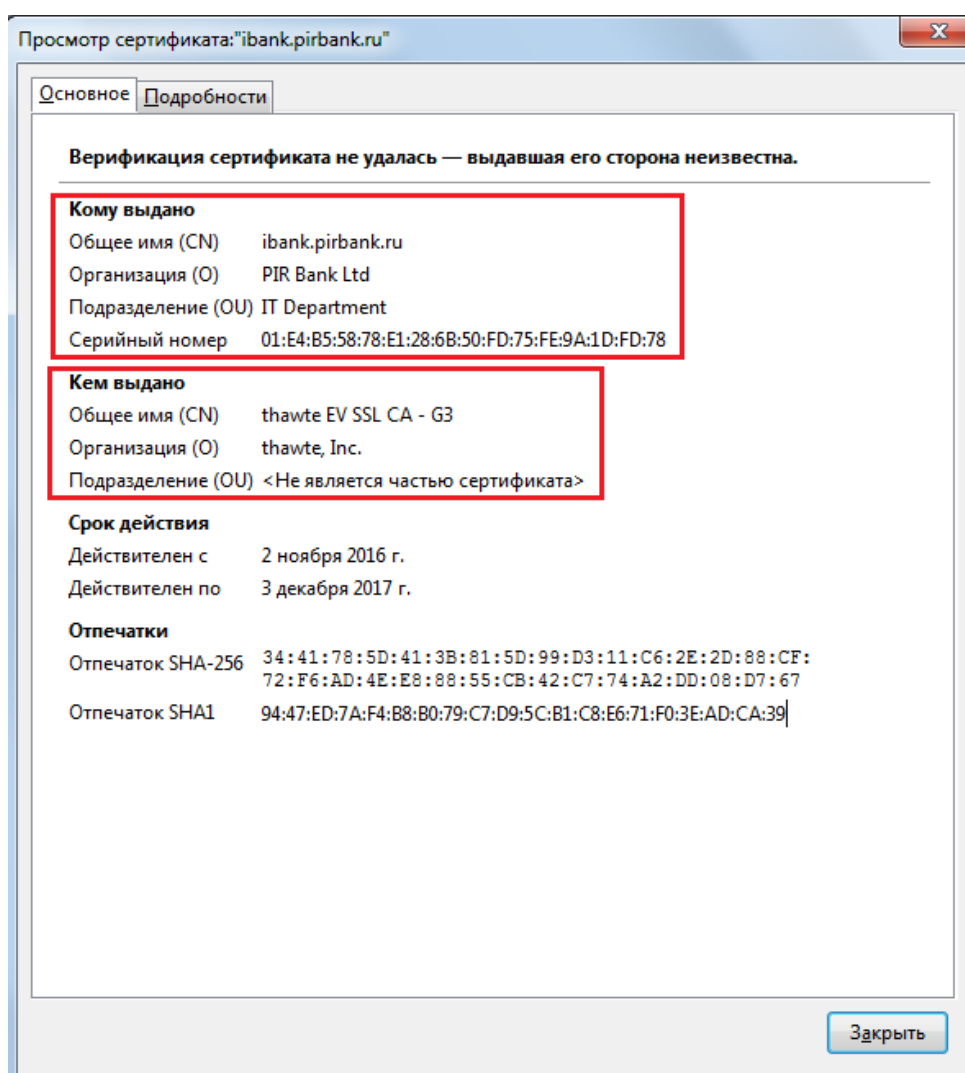 Просмотр сертификата:"ibank.pirbank.ru"
Основное Подробности
Верификация сертификата не удалась — выдавшая его сторона неизвестна.
Кому выдано
Общее имя (CN) ibank.pirbank.ru
Организация (O) PIR Bank Ltd
Подразделение (OU) IT Department
Серийный номер 01:E4:B5:58:78:E1:28:6B:50:FD:75:FE:9A:1D:FD:78
Кем выдано
Общее имя (CN) thawte EV SSL CA - G3
Организация (O) thawte, Inc.
Подразделение (OU) <Не является частью сертификата>
Срок действия
Действителен с 2 ноября 2016 г.
Действителен по 3 декабря 2017 г.
Отпечатки
Отпечаток SHA-256 34:41:78:5D:41:3B:81:5D:99:D3:11:C6:2E:2D:88:CF:
72:F6:AD:4E:E8:88:55:CB:42:C7:74:A2:DD:08:D7:67
Отпечаток SHA1 94:47:ED:7A:F4:B8:B0:79:C7:D9:5C:B1:C8:E6:71:F0:3E:AD:CA:39
Закрыть